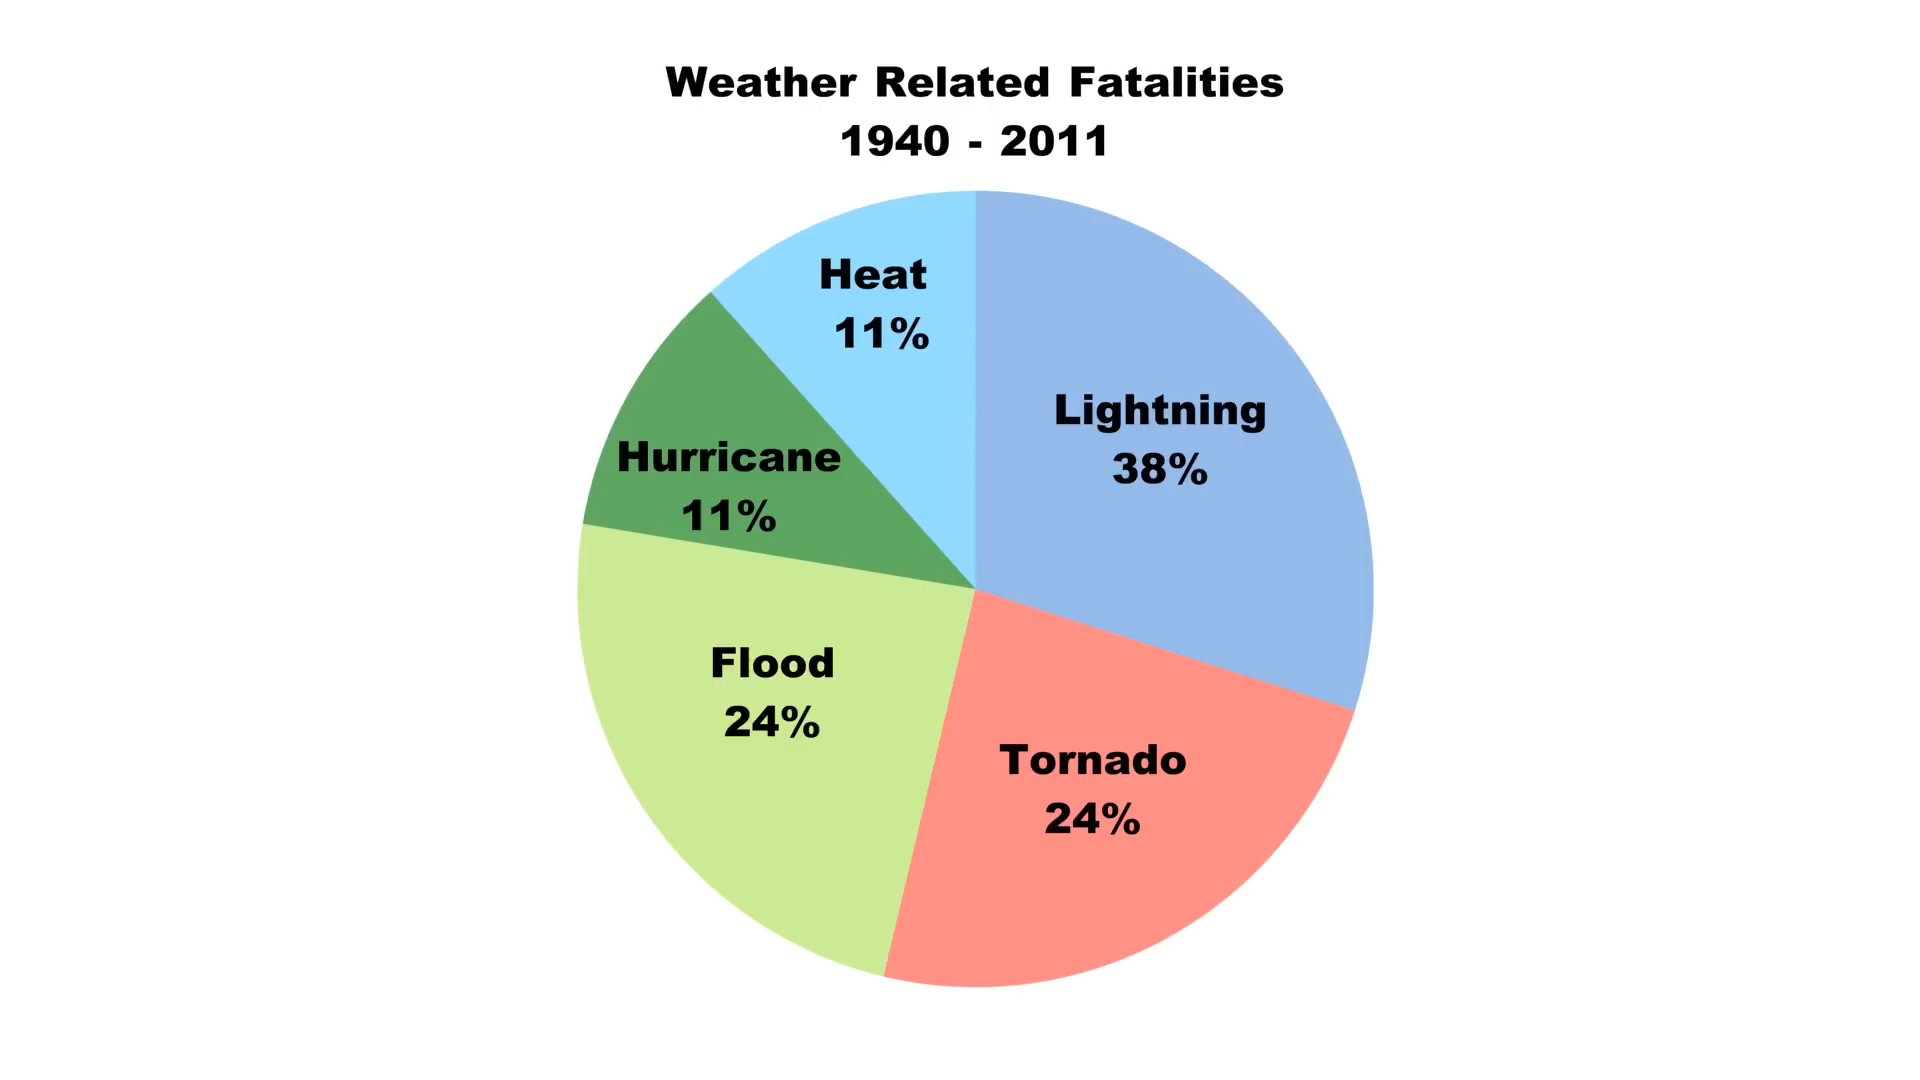 Weather Related Fatalities
1940 - 2011
Heat
11%
Lightning
38%
Hurricane
11%
Flood
24%
Tornado
24%